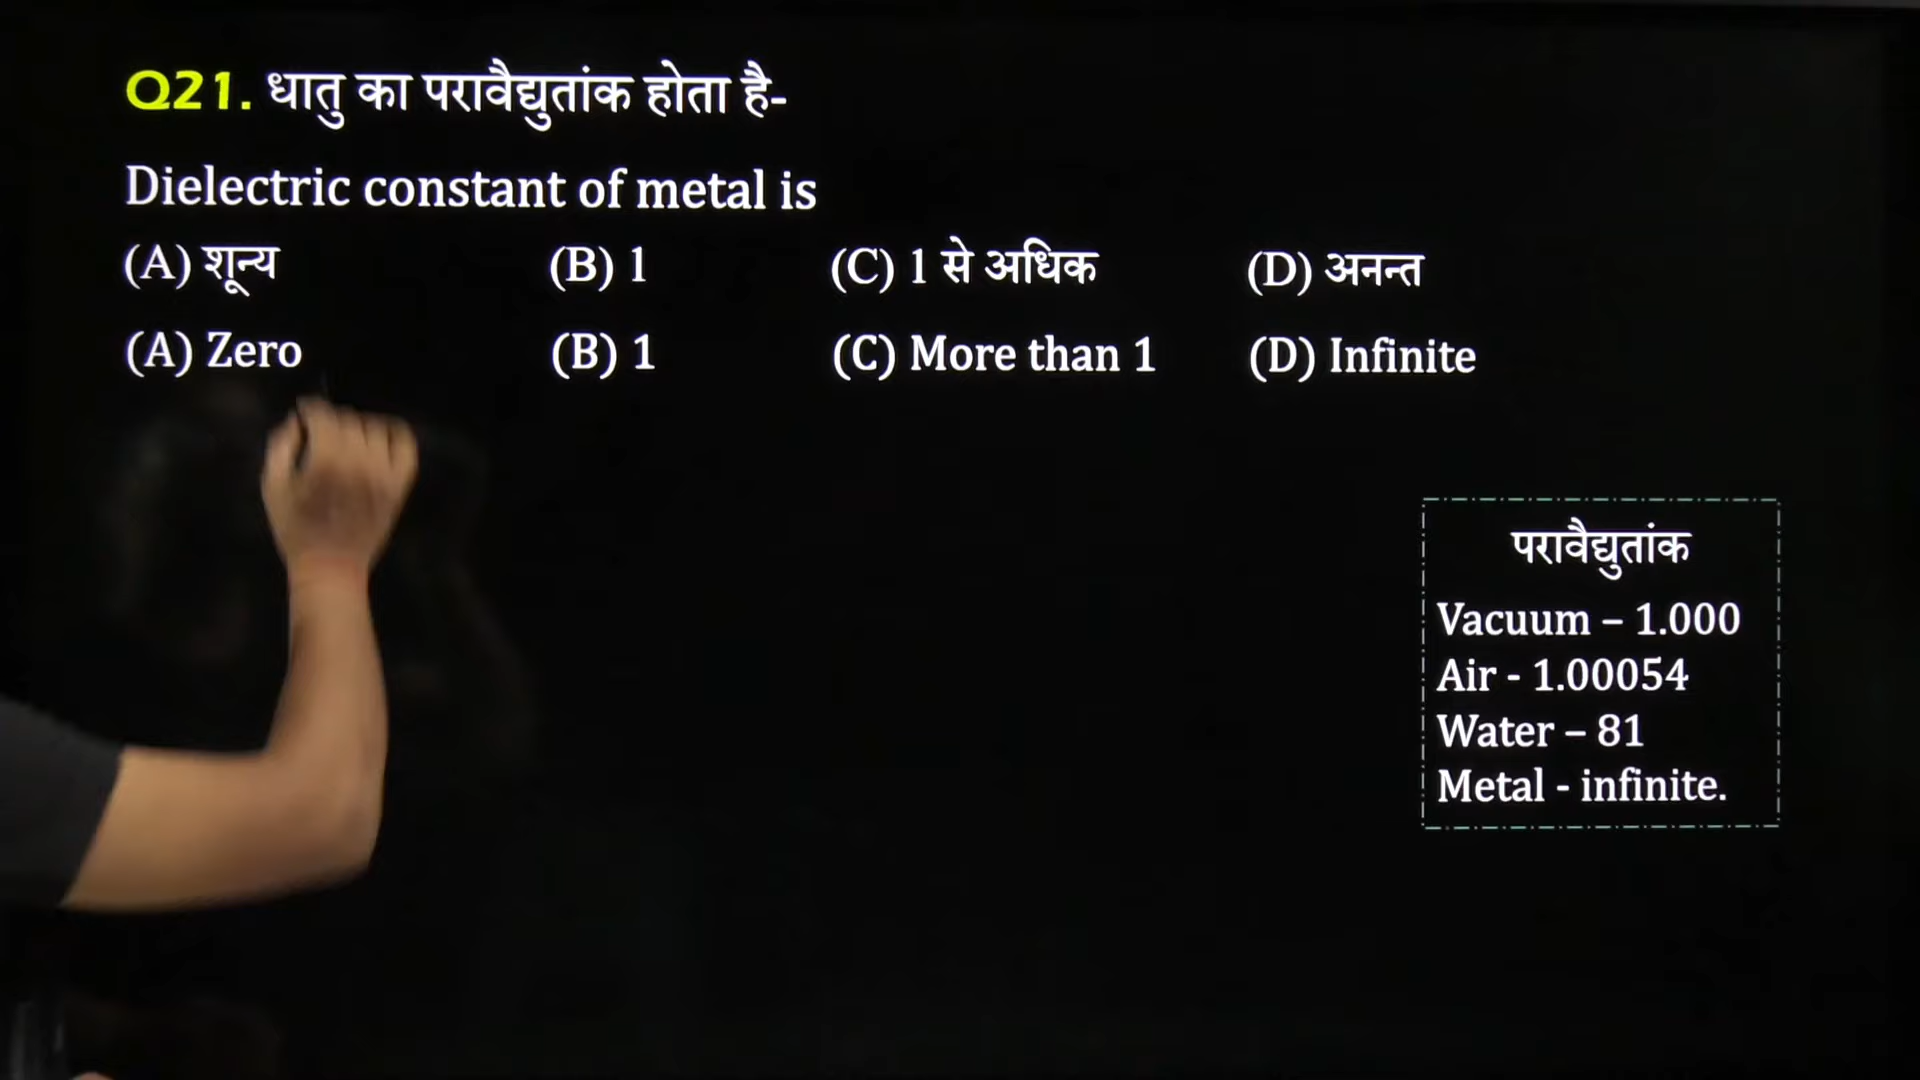 Q21. धातु का परावैद्युतांक होता है-
Dielectric constant of metal is
(A) शून्य (B) 1 (C) 1 से अधिक (D) अनन्त
(A) Zero (B) 1 (C) More than 1 (D) Infinite
परावैद्युतांक
Vacuum – 1.000
Air - 1.00054
Water – 81
Metal - infinite.